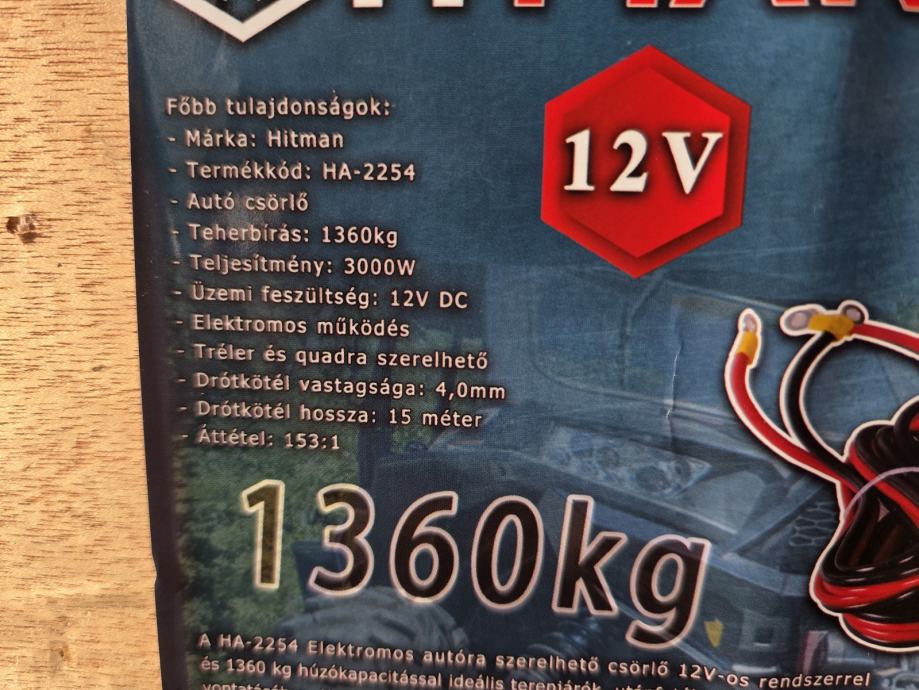 Főbb tulajdonságok:
- Márka: Hitman
- Termékkód: HA-2254
- Autó csörlő
- Teherbírás: 1360kg
- Teljesítmény: 3000W
- Üzemi feszültség: 12V DC
- Elektromos működés
- Tréler és quadra szerelhető
- Drótkötél vastagsága: 4,0mm
- Drótkötél hossza: 15 méter
- Áttétel: 153:1
12V
1360kg
A HA-2254 Elektromos autóra szerelhető csörlő 12V-os rendszerrel
és 1360 kg húzókapacitással ideális terepjárók,